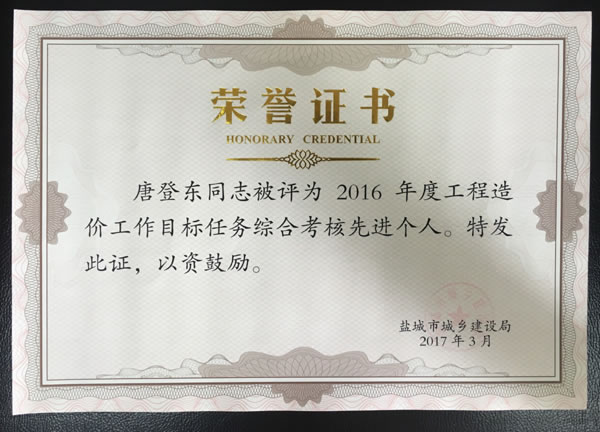 荣誉证书
HONORARY CREDENTIAL
唐登东同志被评为 2016 年度工程造
价工作目标任务综合考核先进个人。特发
此证，以资鼓励。
盐城市城乡建设局
2017 年 3 月